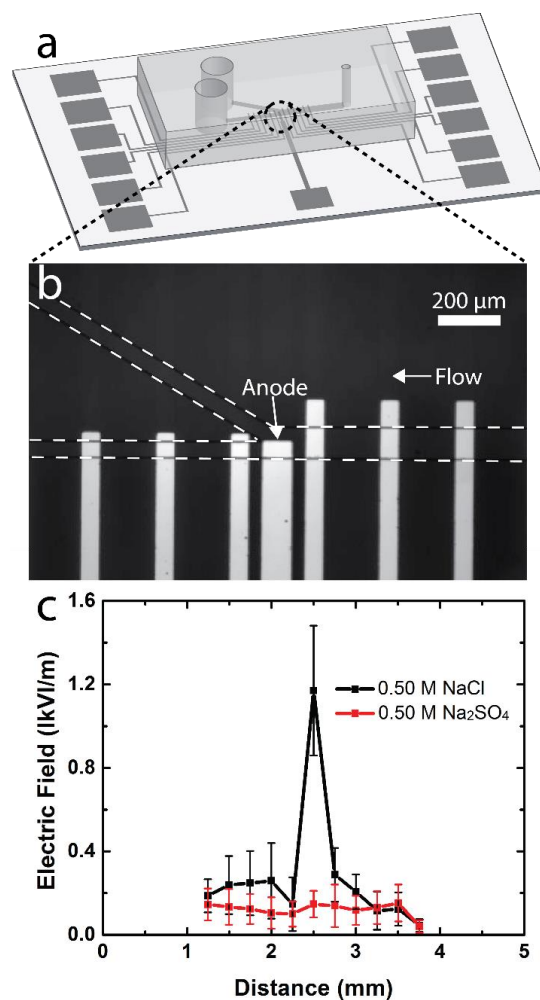 a
b
200 µm
Anode
Flow
c
1.6
1.2
0.8
0.4
0.0
0
1
2
3
4
5
Electric Field (|kV|/m)
Distance (mm)
0.50 M NaCl
0.50 M Na₂SO₄